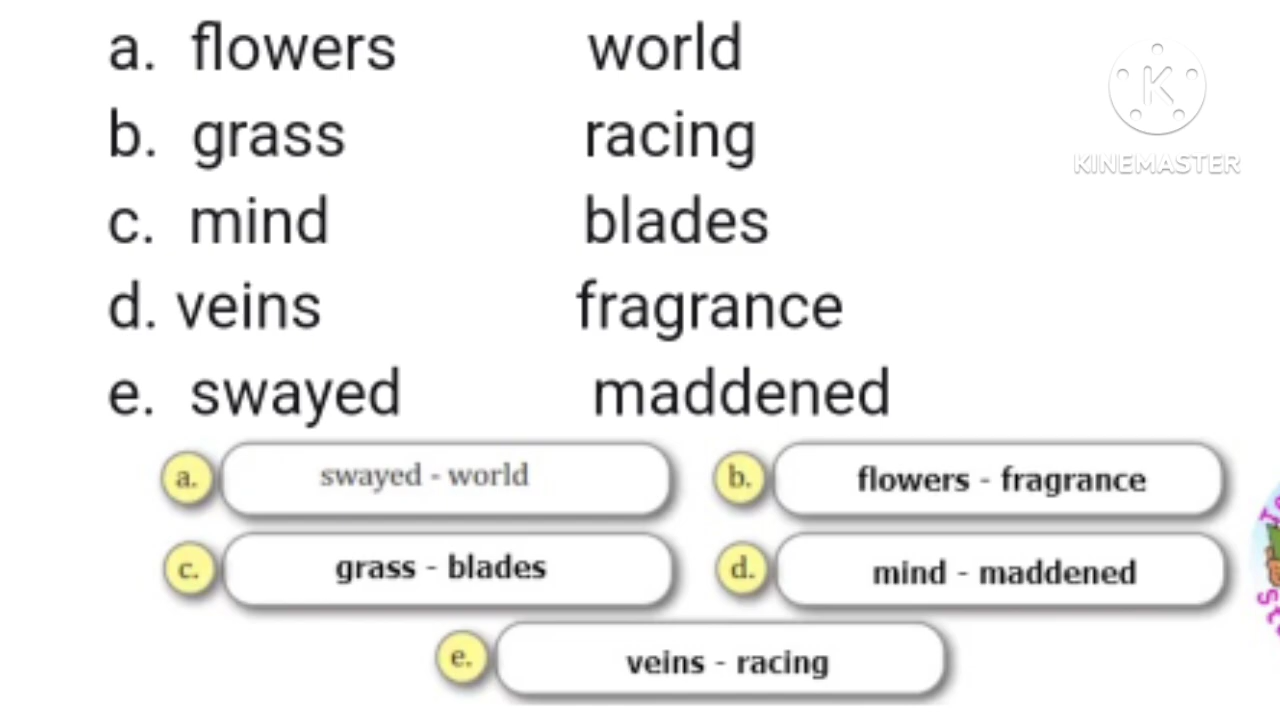 a. flowers world
b. grass racing
c. mind blades
d. veins fragrance
e. swayed maddened
K
KINEMASTER
a. swayed - world b. flowers - fragrance
c. grass - blades d. mind - maddened
e. veins - racing